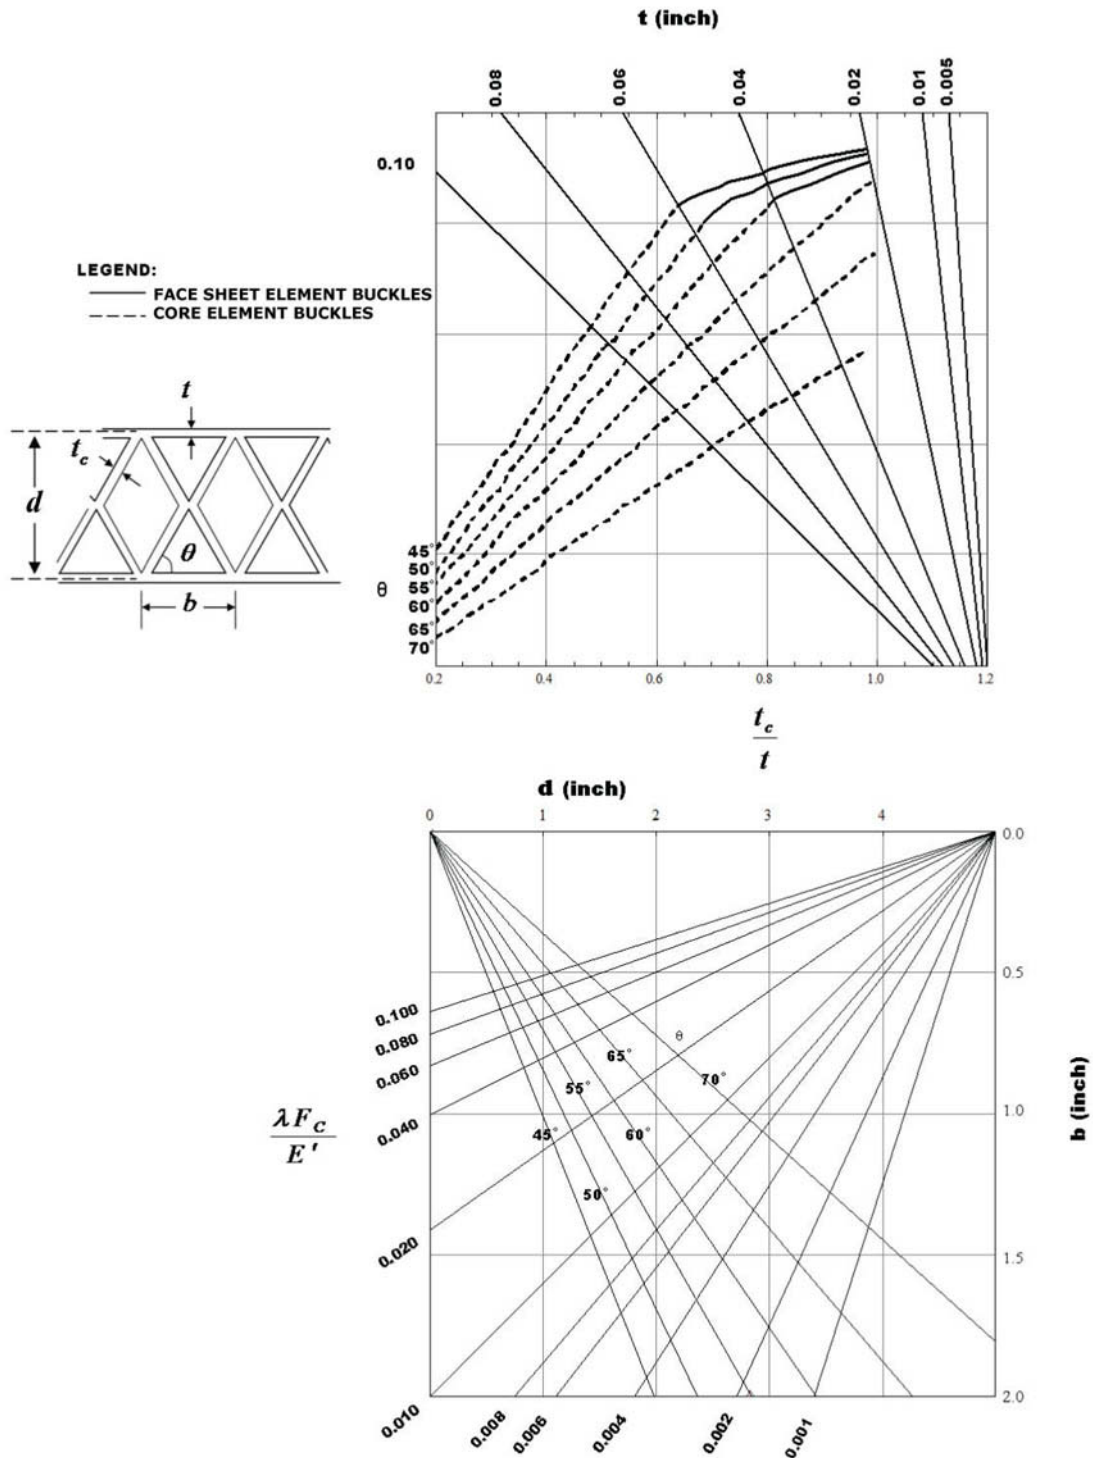 t (inch)
0.08
0.06
0.04
0.02
0.01
0.005
0.10
LEGEND:
FACE SHEET ELEMENT BUCKLES
CORE ELEMENT BUCKLES
t
t_c
d
θ
b
θ
45°
50°
55°
60°
65°
70°
0.2 0.4 0.6 0.8 1.0 1.2
t_c
t
d (inch)
0 1 2 3 4
0.0
0.5
1.0
1.5
2.0
b (inch)
0.100
0.080
0.060
0.040
0.020
λF_C
E'
θ
65°
70°
55°
45°
60°
50°
0.010
0.008
0.006
0.004
0.002
0.001